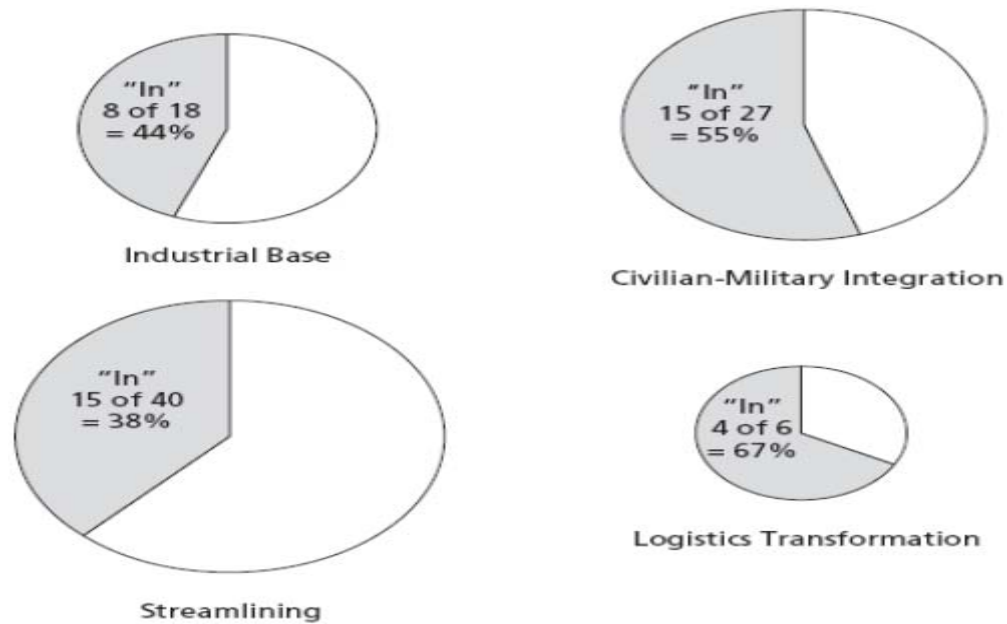 “In”
8 of 18
= 44%
Industrial Base
"In”
15 of 27
= 55%
Civilian-Military Integration
“In”
15 of 40
= 38%
Streamlining
“In”
4 of 6
= 67%
Logistics Transformation